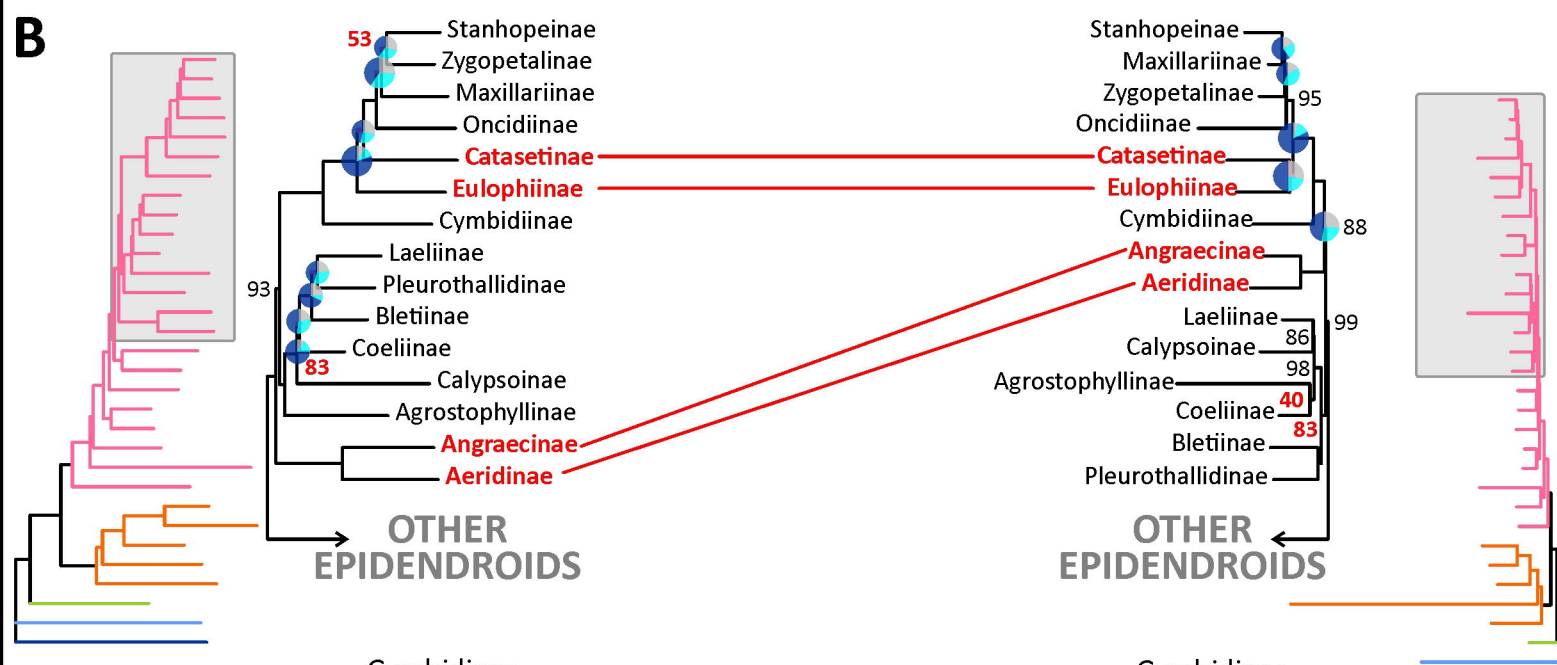 B
53
Stanhopeinae
Zygopetalinae
Maxillariinae
Oncidiinae
Catasetinae
Eulophiinae
Cymbidiinae
Laeliinae
Pleurothallidinae
93
Bletiinae
Coeliinae
83
Calypsoinae
Agrostophyllinae
Angraecinae
Aeridinae
OTHER
EPIDENDROIDS
Stanhopeinae
Maxillariinae
Zygopetalinae
95
Oncidiinae
Catasetinae
Eulophiinae
Cymbidiinae
88
Angraecinae
Aeridinae
Laeliinae
99
86
Calypsoinae
98
Agrostophyllinae
40
Coeliinae
83
Bletiinae
Pleurothallidinae
OTHER
EPIDENDROIDS